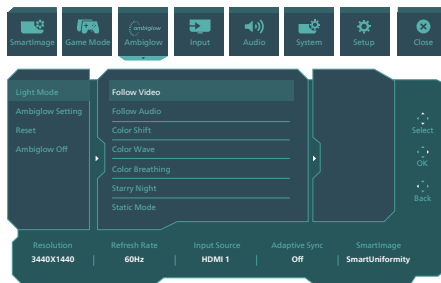 ambiglow
SmartImage Game Mode Ambiglow Input Audio System Setup Close
Light Mode Follow Video
Ambiglow Setting Follow Audio
Reset Color Shift
Ambiglow Off Color Wave
Color Breathing
Starry Night
Static Mode
Select
OK
Back
Resolution Refresh Rate Input Source Adaptive Sync SmartImage
3440X1440 60Hz HDMI 1 Off SmartUniformity